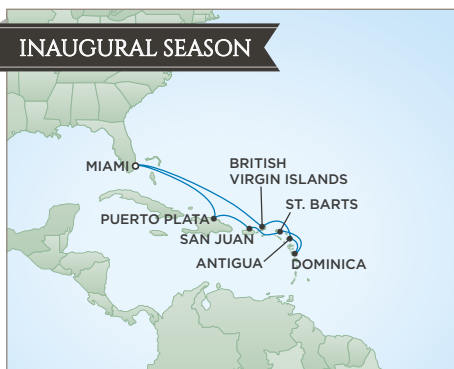 INAUGURAL SEASON
MIAMI
BRITISH
VIRGIN ISLANDS
ST. BARTS
PUERTO PLATA
SAN JUAN
ANTIGUA
DOMINICA